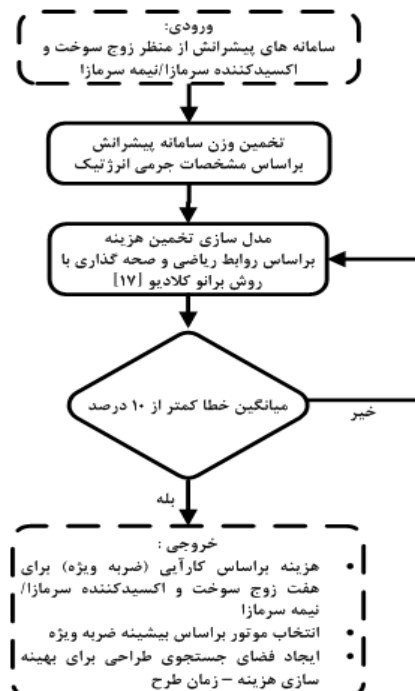 ورودی:
سامانه های پیشرانش از منظر زوج سوخت و
اکسیدکننده سرمازا/نیمه سرمازا
تخمین وزن سامانه پیشرانش
براساس مشخصات جرمی انرژتیک
مدل سازی تخمین هزینه
براساس روابط ریاضی و صحه گذاری با
روش برانو کلادیو [۱۷]
میانگین خطا کمتر از ۱۰ درصد
خیر
بله
خروجی :
• هزینه براساس کارآیی (ضربه ویژه) برای
هفت زوج سوخت و اکسیدکننده سرمازا/
نیمه سرمازا
• انتخاب موتور براساس بیشینه ضربه ویژه
• ایجاد فضای جستجوی طراحی برای بهینه
سازی هزینه – زمان طرح